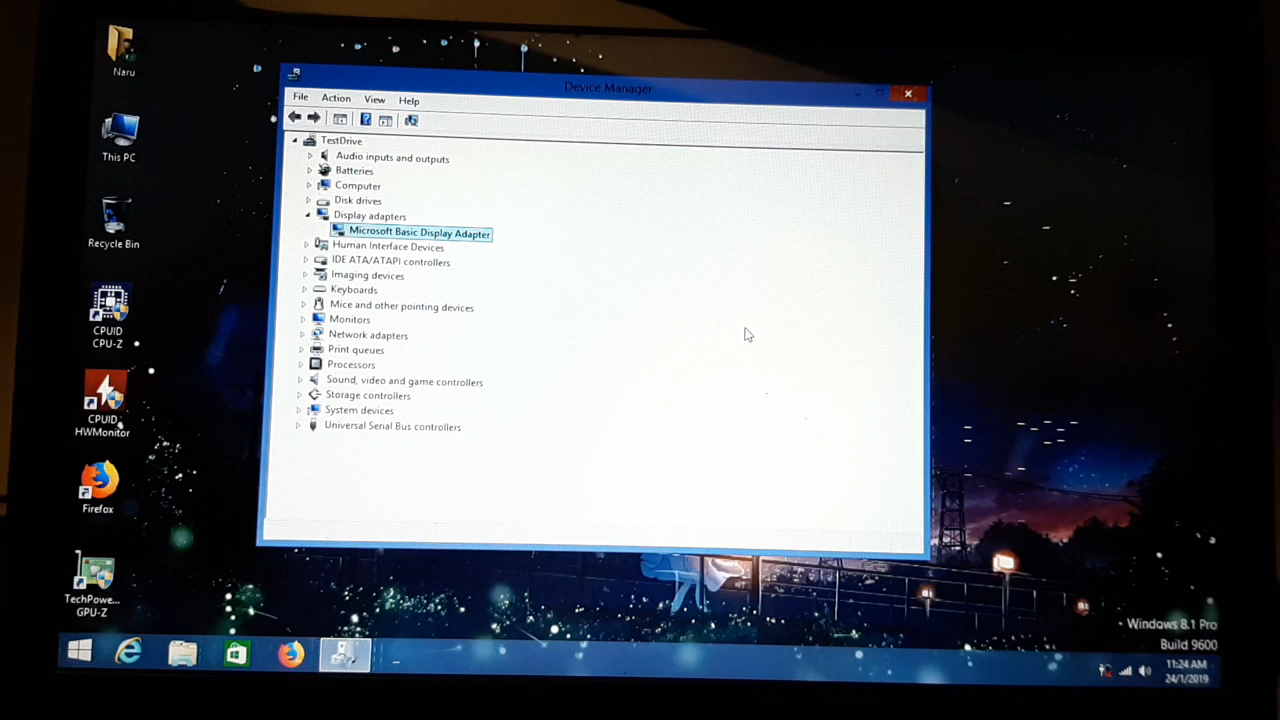 Naru
This PC
Recycle Bin
CPUID
CPU-Z
CPUID
HWMonitor
Firefox
TechPowe...
GPU-Z
Device Manager
File Action View Help
TestDrive
Audio inputs and outputs
Batteries
Computer
Disk drives
Display adapters
Microsoft Basic Display Adapter
Human Interface Devices
IDE ATA/ATAPI controllers
Imaging devices
Keyboards
Mice and other pointing devices
Monitors
Network adapters
Print queues
Processors
Sound, video and game controllers
Storage controllers
System devices
Universal Serial Bus controllers
Windows 8.1 Pro
Build 9600
11:24 AM
24/1/2019